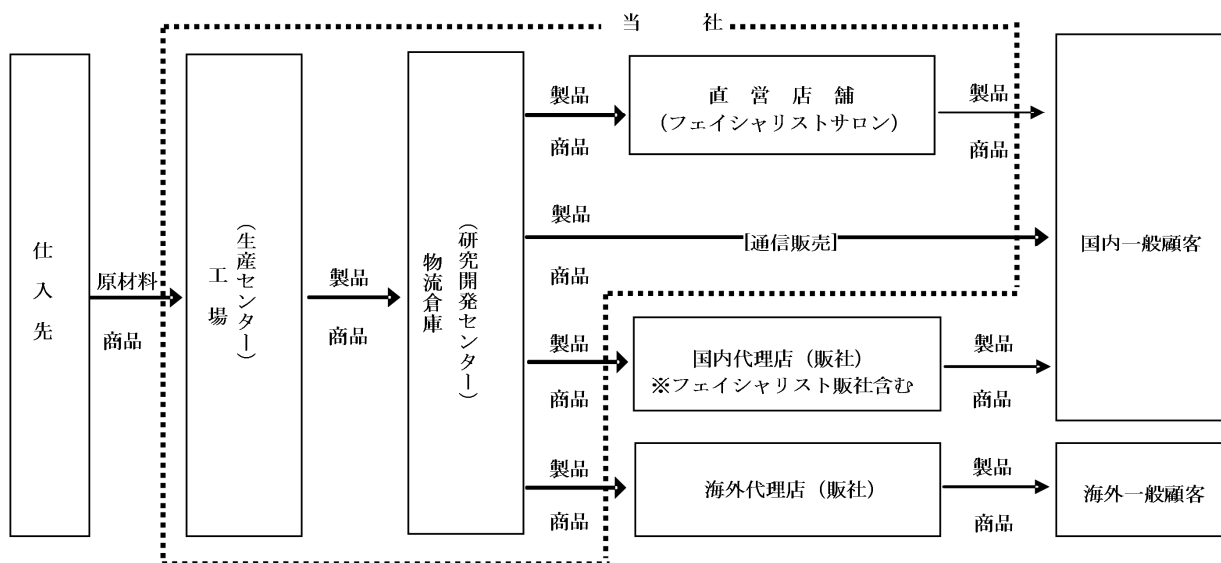 当社
仕入先
原材料
商品
(生産センター)
工場
製品
商品
(研究開発センター)
物流倉庫
製品
商品
直営店舗
(フェイシャリストサロン)
製品
商品
製品
[通信販売]
商品
国内一般顧客
製品
商品
国内代理店(販社)
※フェイシャリスト販社含む
製品
商品
製品
商品
海外代理店(販社)
製品
商品
海外一般顧客